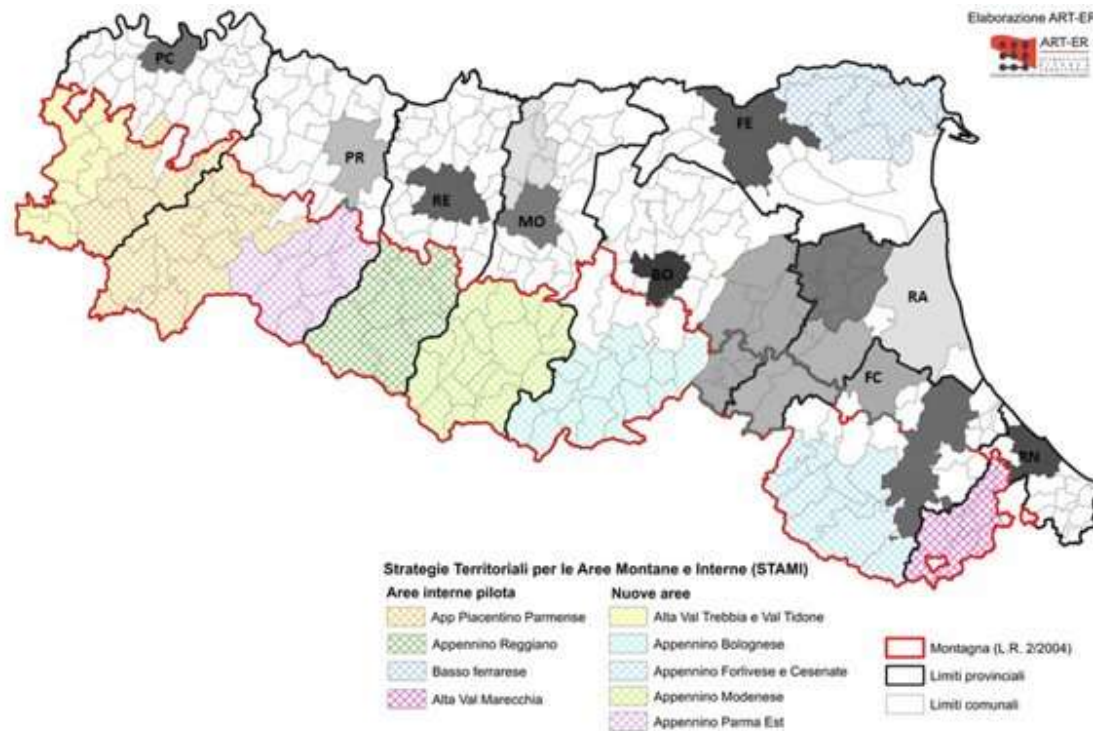 Elaborazione ART-ER
ART-ER
PC
FE
PR
RE
MO
BO
RA
FC
RN
Strategie Territoriali per le Aree Montane e Interne (STAMI)
Aree interne pilota
App Piacentino Parmense
Appennino Reggiano
Basso ferrarese
Alta Val Marecchia
Nuove aree
Alta Val Trebbia e Val Tidone
Appennino Bolognese
Appennino Forlivese e Cesenate
Appennino Modenese
Appennino Parma Est
Montagna (L.R. 2/2004)
Limiti provinciali
Limiti comunali